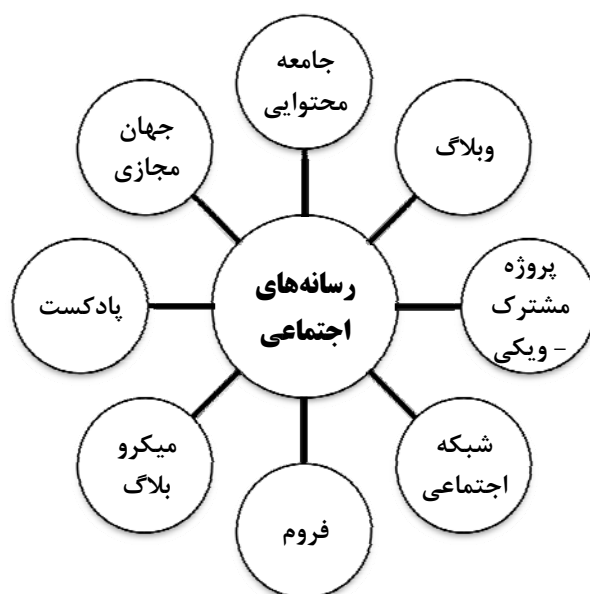 جامعه
محتوایی
وبلاگ
پروژه
مشترک
- ویکی
شبکه
اجتماعی
فروم
میکرو
بلاگ
پادکست
جهان
مجازی
رسانه‌های
اجتماعی